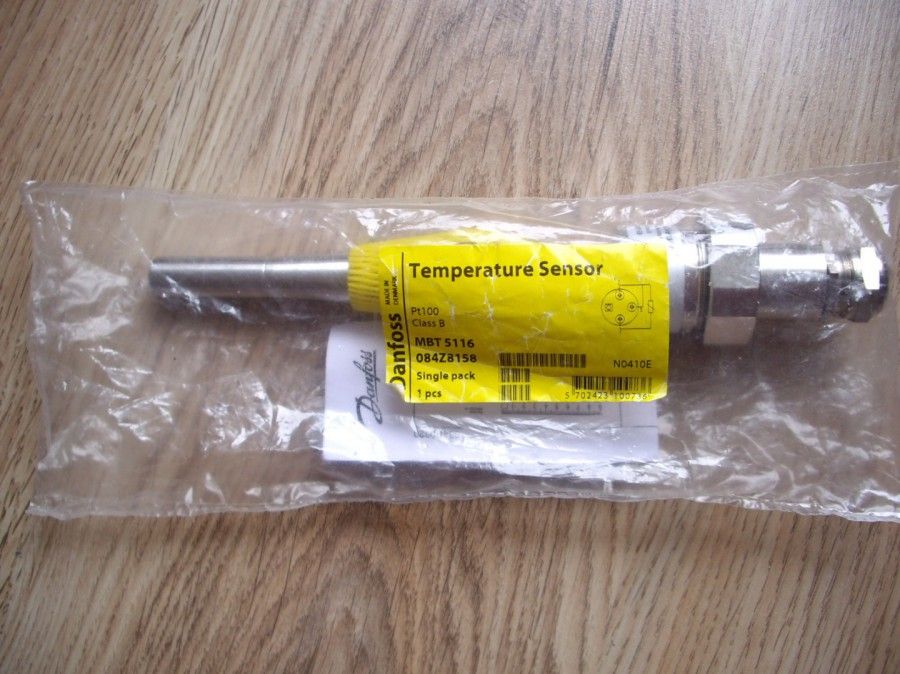 Temperature Sensor
MADE IN
DENMARK
Danfoss
Pt100
Class B
MBT 5116
084Z8158
Single pack
1 pcs
N0410E
5 702423 100736
Danfoss